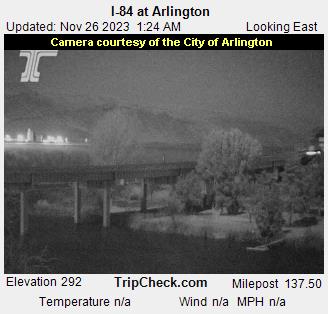 I-84 at Arlington
Updated: Nov 26 2023 1:24 AM Looking East
Camera courtesy of the City of Arlington
Elevation 292 TripCheck.com Milepost 137.50
Temperature n/a Wind n/a MPH n/a